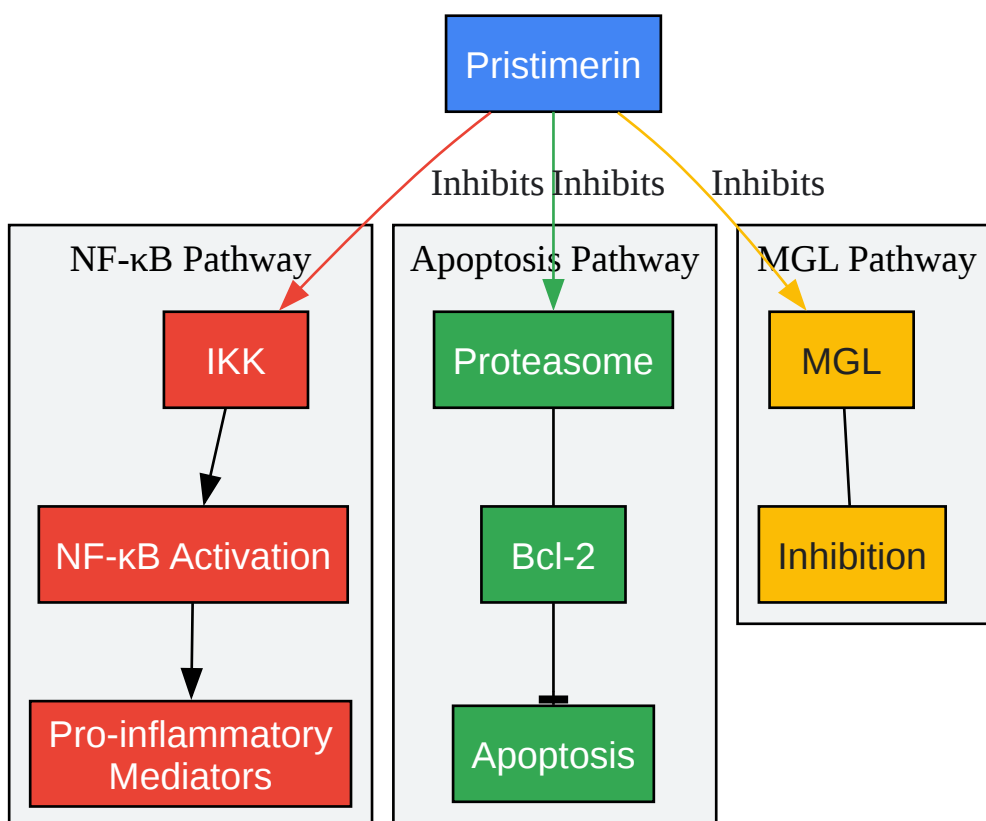 Pristimerin
Inhibits
Inhibits
Inhibits
NF-κB Pathway
Apoptosis Pathway
MGL Pathway
IKK
Proteasome
MGL
NF-κB Activation
Bcl-2
Inhibition
Pro-inflammatory
Mediators
Apoptosis